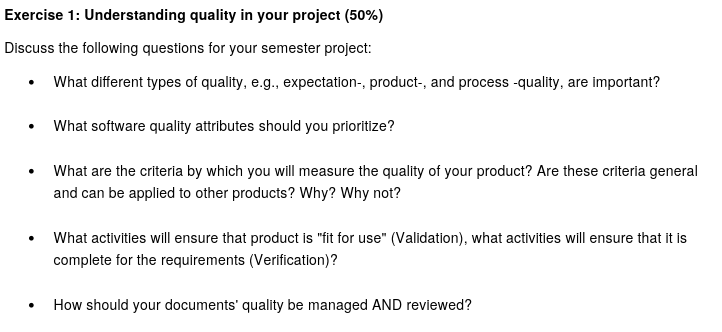 Exercise 1: Understanding quality in your project (50%)
Discuss the following questions for your semester project:
• What different types of quality, e.g., expectation-, product-, and process -quality, are important?
• What software quality attributes should you prioritize?
• What are the criteria by which you will measure the quality of your product? Are these criteria general
and can be applied to other products? Why? Why not?
• What activities will ensure that product is "fit for use" (Validation), what activities will ensure that it is
complete for the requirements (Verification)?
• How should your documents' quality be managed AND reviewed?